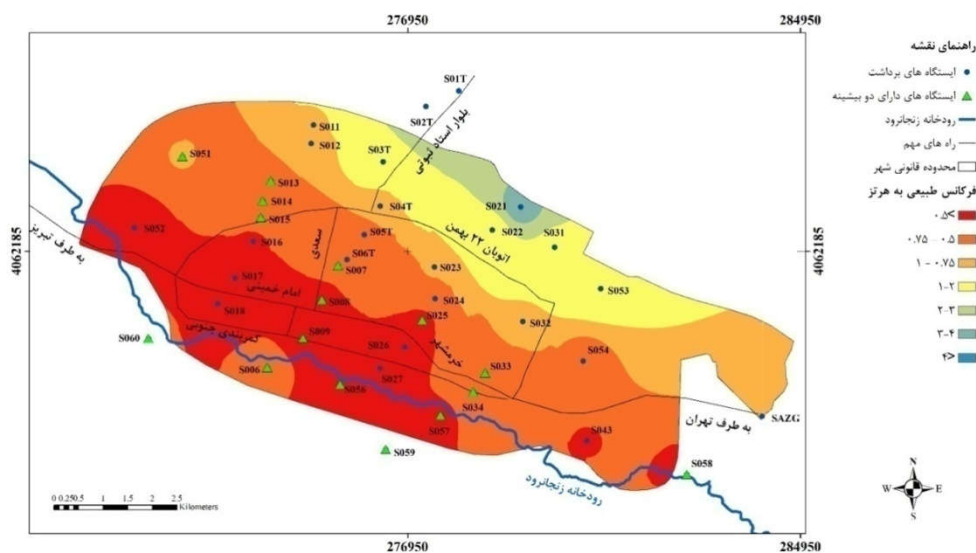 276950
284950
S01T
S02T
بلوار استاد ثبوتی
S011
S012
S03T
S051
S013
S014
S015
S04T
S021
S022
S031
اتوبان ۲۲ بهمن
4062185
4062185
S052
S016
سعدی
S05T
S06T
S007
S023
به طرف تبریز
S017
امام خمینی
S008
S024
S053
S018
کمربندی جنوبی
S009
S025
S032
خرمشهر
S060
S026
S054
S006
S027
S033
S056
S034
S057
SAZG
به طرف تهران
S043
S059
S058
رودخانه زنجانرود
0 0.25 0.5 1 1.5 2 2.5
Kilometers
276950
284950
راهنمای نقشه
ایستگاه های برداشت
ایستگاه های دارای دو بیشینه
رودخانه زنجانرود
راه های مهم
محدوده قانونی شهر
فرکانس طبیعی به هرتز
۰.۵>
۰.۷۵ - ۰.۵
۱ - ۰.۷۵
۱-۲
۲-۳
۳-۴
۴<
N
W E
S